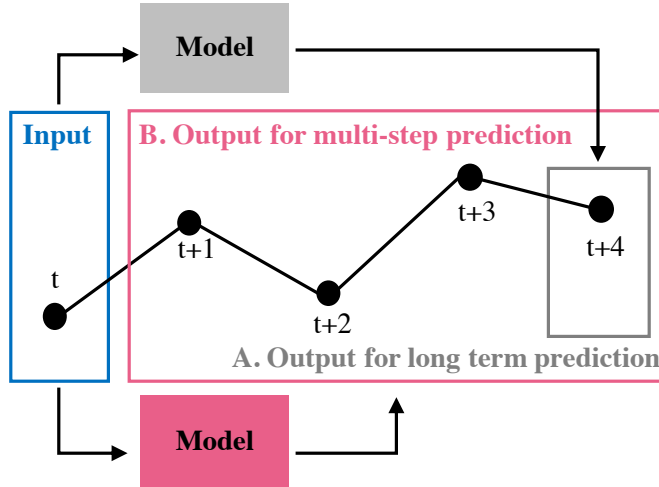 Model
Input
B. Output for multi-step prediction
t+3
t+1
t+4
t
t+2
A. Output for long term prediction
Model